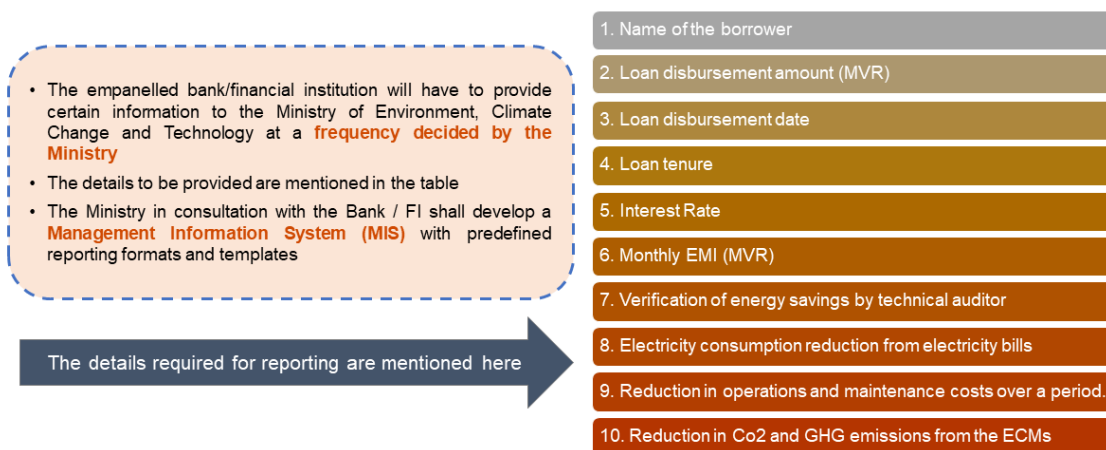 • The empanelled bank/financial institution will have to provide
certain information to the Ministry of Environment, Climate
Change and Technology at a frequency decided by the
Ministry
• The details to be provided are mentioned in the table
• The Ministry in consultation with the Bank / FI shall develop a
Management Information System (MIS) with predefined
reporting formats and templates
The details required for reporting are mentioned here
1. Name of the borrower
2. Loan disbursement amount (MVR)
3. Loan disbursement date
4. Loan tenure
5. Interest Rate
6. Monthly EMI (MVR)
7. Verification of energy savings by technical auditor
8. Electricity consumption reduction from electricity bills
9. Reduction in operations and maintenance costs over a period.
10. Reduction in Co2 and GHG emissions from the ECMs